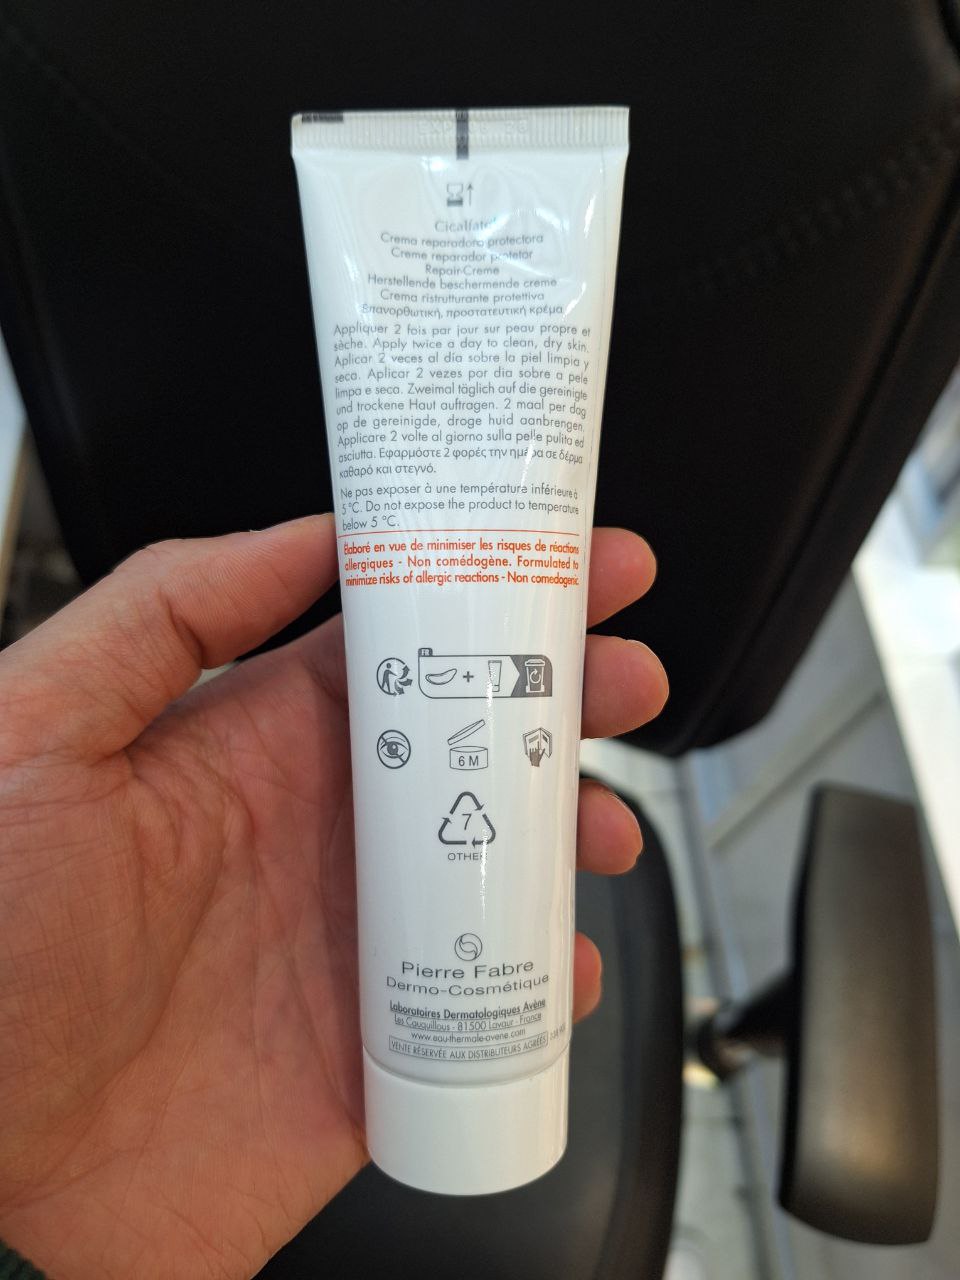 Crema reparadora protectora
Creme reparador protetor
Repair-Creme
Herstellende beschermende creme
Crema ristrutturante protettiva
Επανορθωτική, προστατευτική κρέμα
Appliquer 2 fois par jour sur peau propre et
sèche. Apply twice a day to clean, dry skin.
Aplicar 2 veces al día sobre la piel limpia y
seca. Aplicar 2 vezes por dia sobre a pele
limpa e seca. Zweimal täglich auf die gereinigte
und trockene Haut auftragen. 2 maal per dag
op de gereinigde, droge huid aanbrengen.
Applicare 2 volte al giorno sulla pelle pulita ed
asciutta. Εφαρμόστε 2 φορές την ημέρα σε δέρμα
καθαρό και στεγνό.
Ne pas exposer à une température inférieure à
5 °C. Do not expose the product to temperature
below 5 °C.
Élaboré en vue de minimiser les risques de réactions
allergiques - Non comédogène. Formulated to
minimize risks of allergic reactions - Non comedogenic.
FR
+
6 M
7
OTHER
Pierre Fabre
Dermo-Cosmétique
Laboratoires Dermatologiques Avène
Les Cauquillous - 81500 Lavaur - France
www.eau-thermale-avene.com
VENTE RÉSERVÉE AUX DISTRIBUTEURS AGRÉÉS